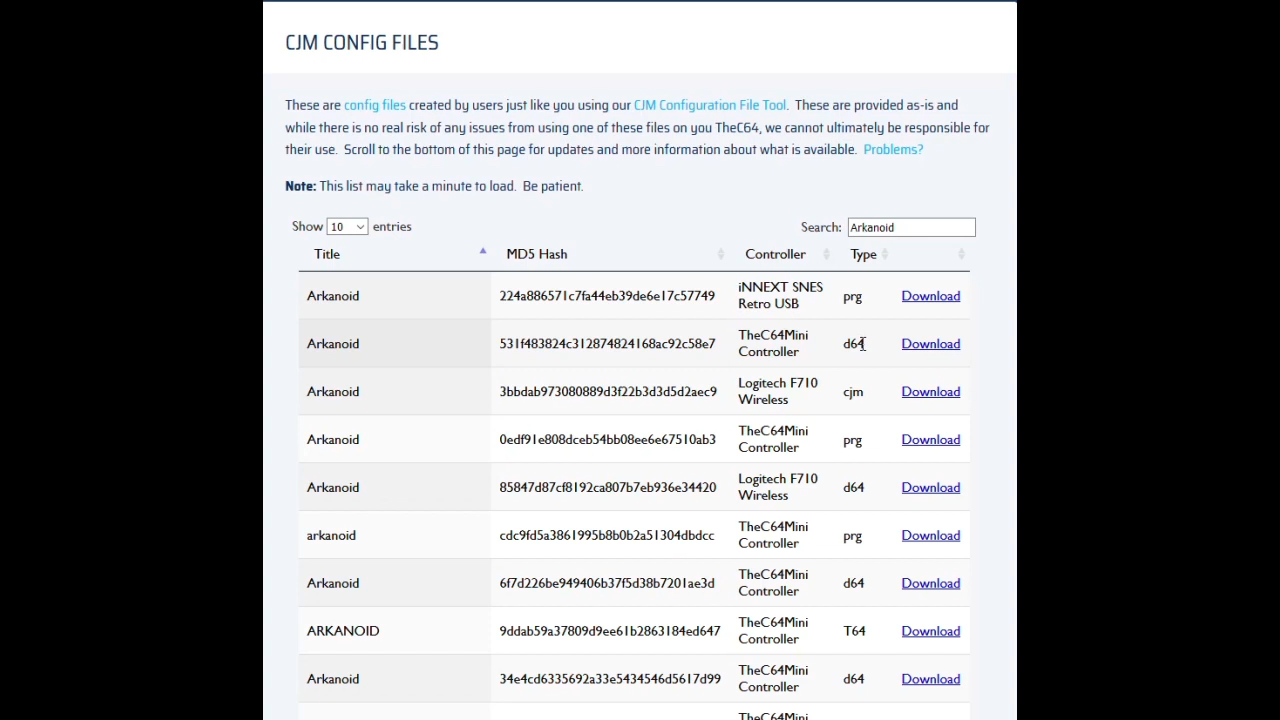 CJM CONFIG FILES
These are config files created by users just like you using our CJM Configuration File Tool. These are provided as-is and
while there is no real risk of any issues from using one of these files on you TheC64, we cannot ultimately be responsible for
their use. Scroll to the bottom of this page for updates and more information about what is available. Problems?
Note: This list may take a minute to load. Be patient.
Show 10 entries Search: Arkanoid
Title MD5 Hash Controller Type
Arkanoid 224a886571c7fa44eb39de6e17c57749 iNNEXT SNES Retro USB prg Download
Arkanoid 531f483824c312874824168ac92c58e7 TheC64Mini Controller d64 Download
Arkanoid 3bbdab973080889d3f22b3d3d5d2aec9 Logitech F710 Wireless cjm Download
Arkanoid 0edf91e808dceb54bb08ee6e67510ab3 TheC64Mini Controller prg Download
Arkanoid 85847d87cf8192ca807b7eb936e34420 Logitech F710 Wireless d64 Download
arkanoid cdc9fd5a3861995b8b0b2a51304dbdcc TheC64Mini Controller prg Download
Arkanoid 6f7d226be949406b37f5d38b7201ae3d TheC64Mini Controller d64 Download
ARKANOID 9ddab59a37809d9ee61b2863184ed647 TheC64Mini Controller T64 Download
Arkanoid 34e4cd6335692a33e5434546d5617d99 TheC64Mini Controller d64 Download
TheC64Mini